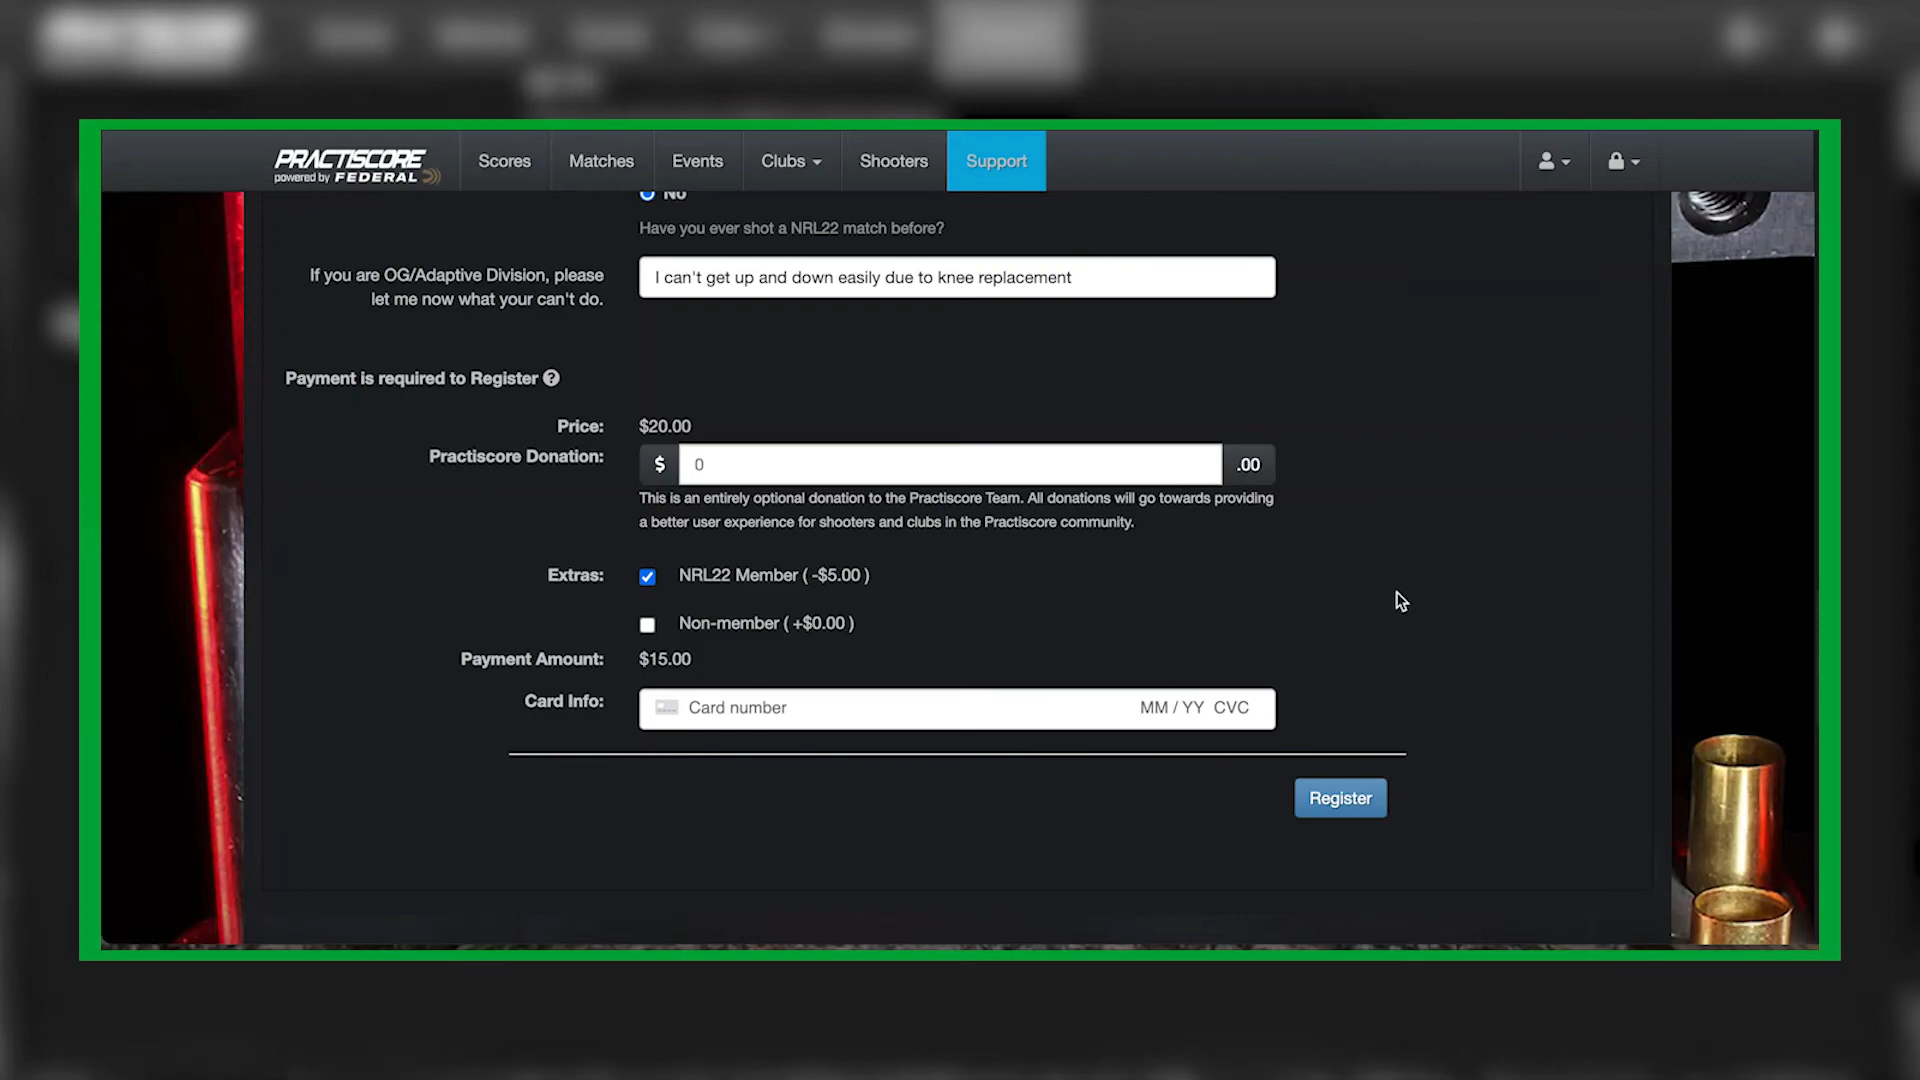 PRACTISCORE
powered by FEDERAL
Scores Matches Events Clubs Shooters Support
No
Have you ever shot a NRL22 match before?
If you are OG/Adaptive Division, please
let me now what your can't do.
I can't get up and down easily due to knee replacement
Payment is required to Register ?
Price: $20.00
Practiscore Donation: $ 0 .00
This is an entirely optional donation to the Practiscore Team. All donations will go towards providing
a better user experience for shooters and clubs in the Practiscore community.
Extras: NRL22 Member ( -$5.00 )
Non-member ( +$0.00 )
Payment Amount: $15.00
Card Info: Card number MM / YY CVC
Register